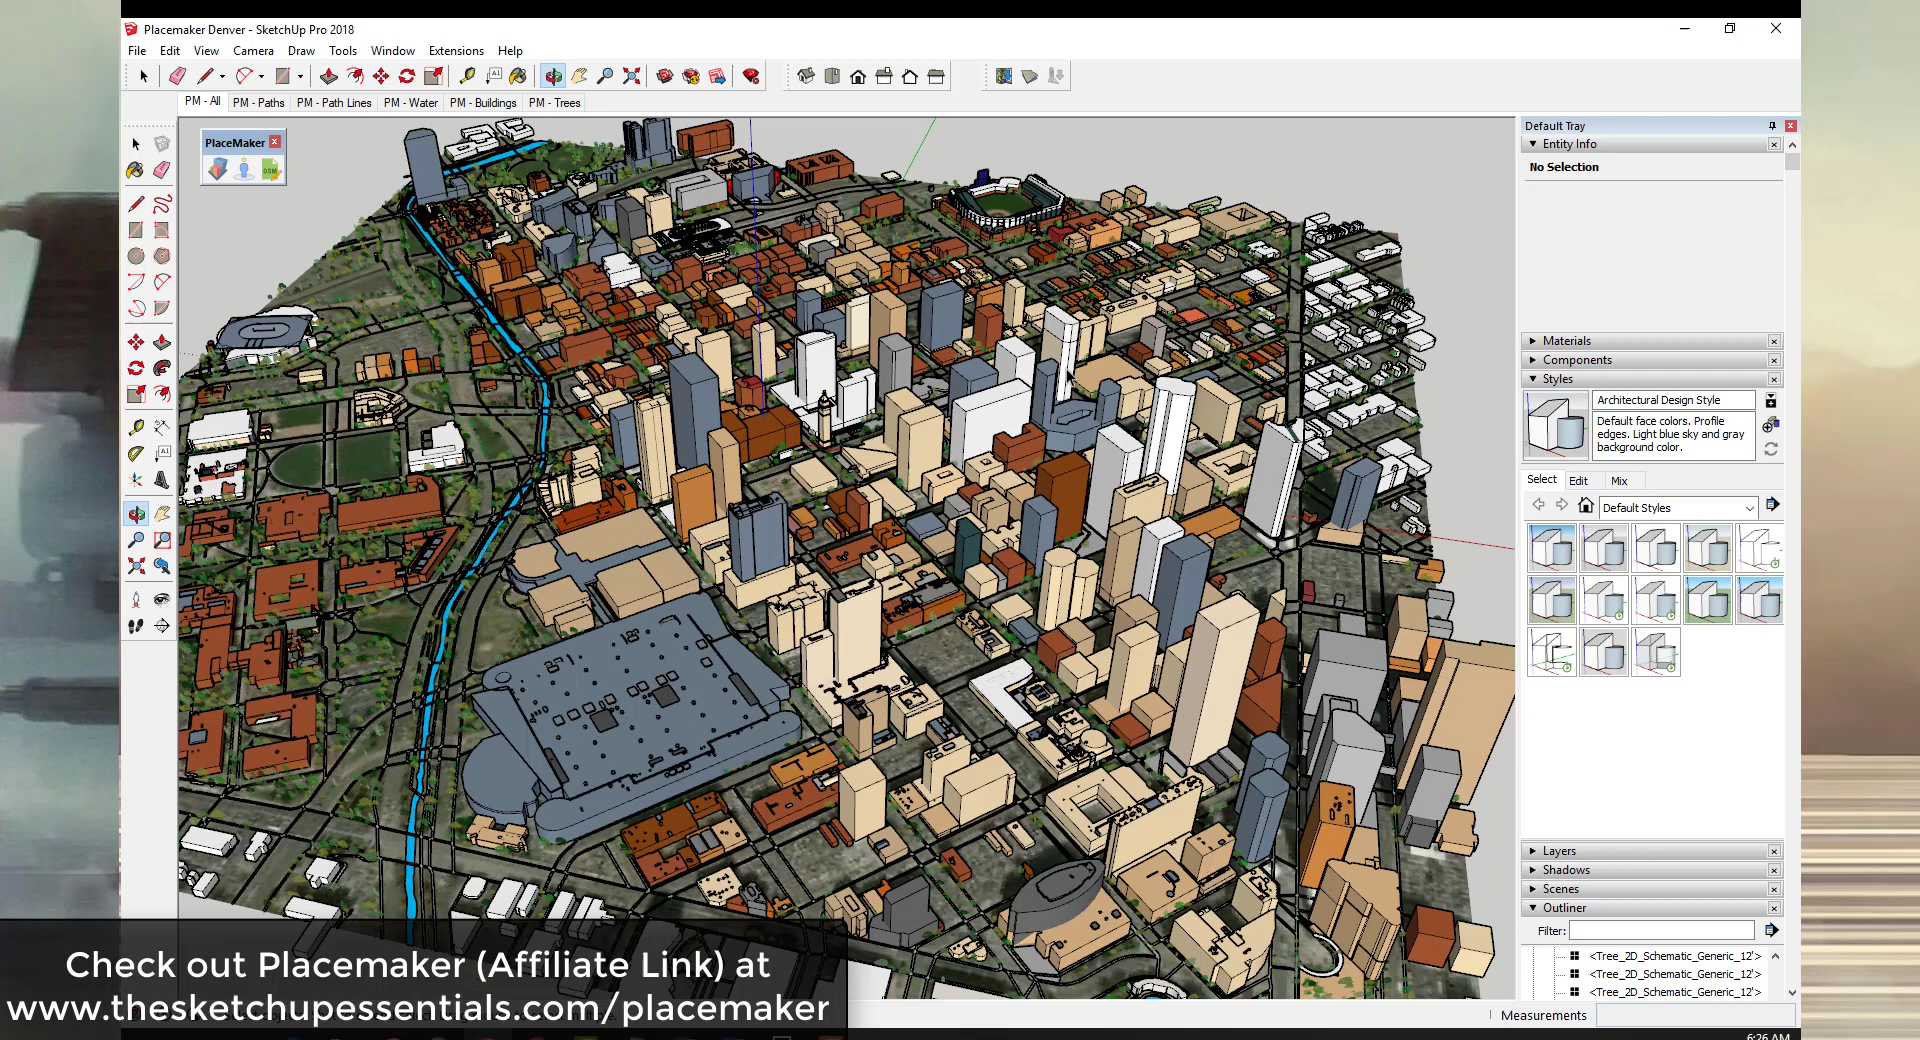 Placemaker Denver - SketchUp Pro 2018
File Edit View Camera Draw Tools Window Extensions Help
PM - All PM - Paths PM - Path Lines PM - Water PM - Buildings PM - Trees
PlaceMaker
OSM
Default Tray
Entity Info
No Selection
Materials
Components
Styles
Architectural Design Style
Default face colors. Profile
edges. Light blue sky and gray
background color.
Select Edit Mix
Default Styles
Layers
Shadows
Scenes
Outliner
Filter:
<Tree_2D_Schematic_Generic_12'>
<Tree_2D_Schematic_Generic_12'>
<Tree_2D_Schematic_Generic_12'>
Measurements
6:26 AM
Check out Placemaker (Affiliate Link) at
www.thesketchupessentials.com/placemaker